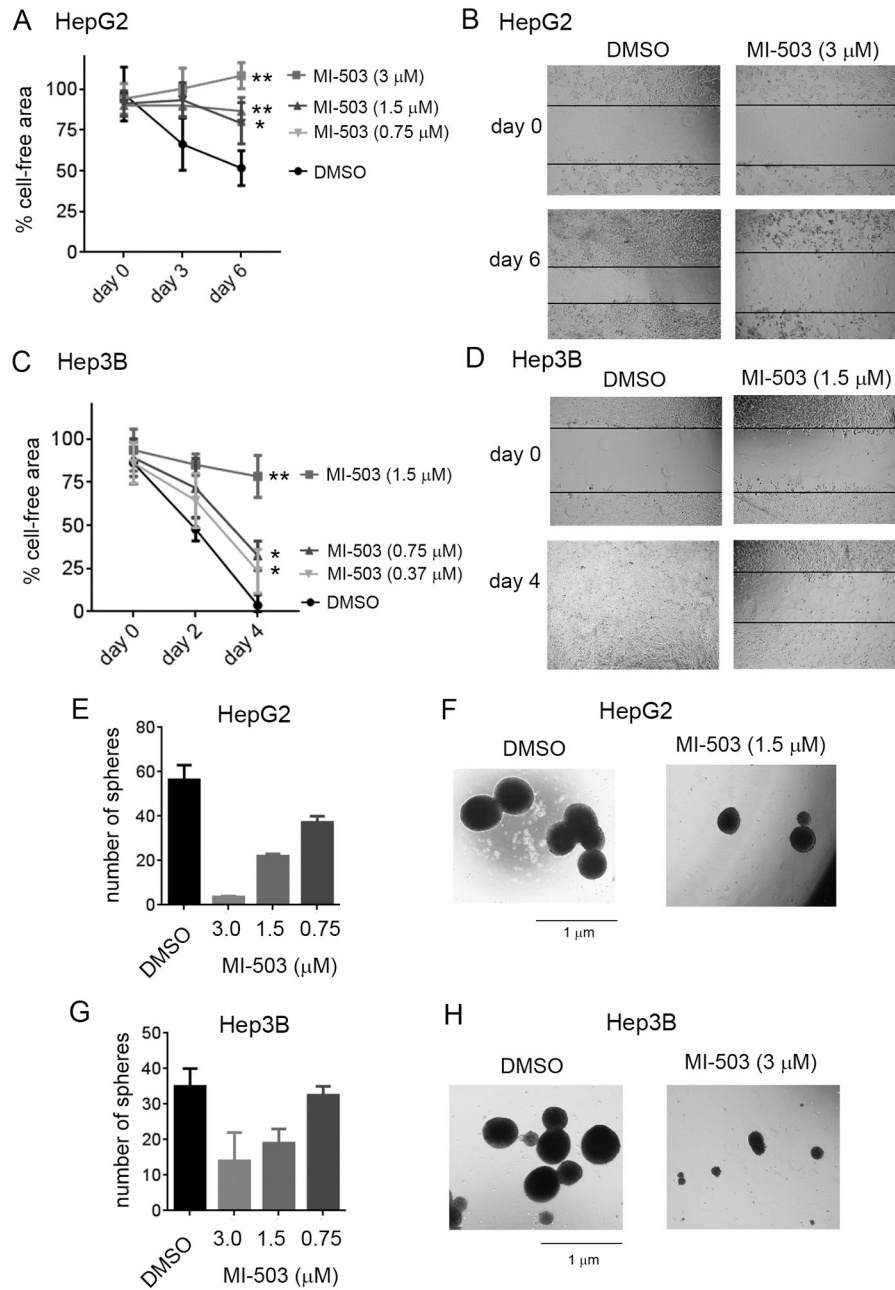 A HepG2
% cell-free area
100
75
50
25
0
day 0
day 3
day 6
**
**
*
MI-503 (3 μM)
MI-503 (1.5 μM)
MI-503 (0.75 μM)
DMSO
B HepG2
DMSO
MI-503 (3 μM)
day 0
day 6
C Hep3B
% cell-free area
100
75
50
25
0
day 0
day 2
day 4
**
*
*
MI-503 (1.5 μM)
MI-503 (0.75 μM)
MI-503 (0.37 μM)
DMSO
D Hep3B
DMSO
MI-503 (1.5 μM)
day 0
day 4
E
HepG2
number of spheres
80
60
40
20
0
DMSO
3.0 1.5 0.75
MI-503 (μM)
F
HepG2
DMSO
MI-503 (1.5 μM)
1 μm
G
Hep3B
number of spheres
50
40
30
20
10
0
DMSO
3.0 1.5 0.75
MI-503 (μM)
H
Hep3B
DMSO
MI-503 (3 μM)
1 μm